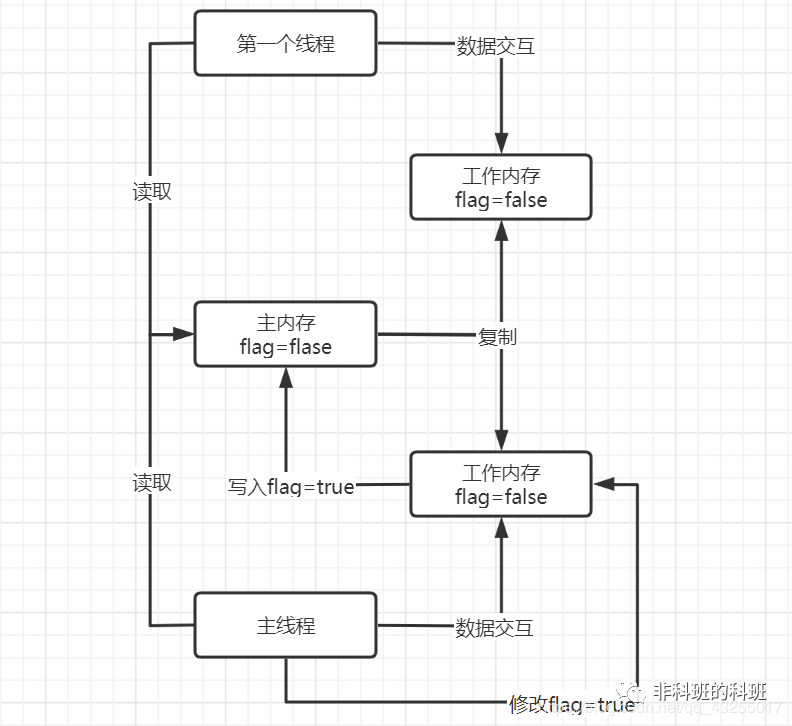 第一个线程
数据交互
工作内存
flag=false
读取
主内存
flag=flase
复制
工作内存
flag=false
读取
写入flag=true
主线程
数据交互
非科班的科班
修改flag=true